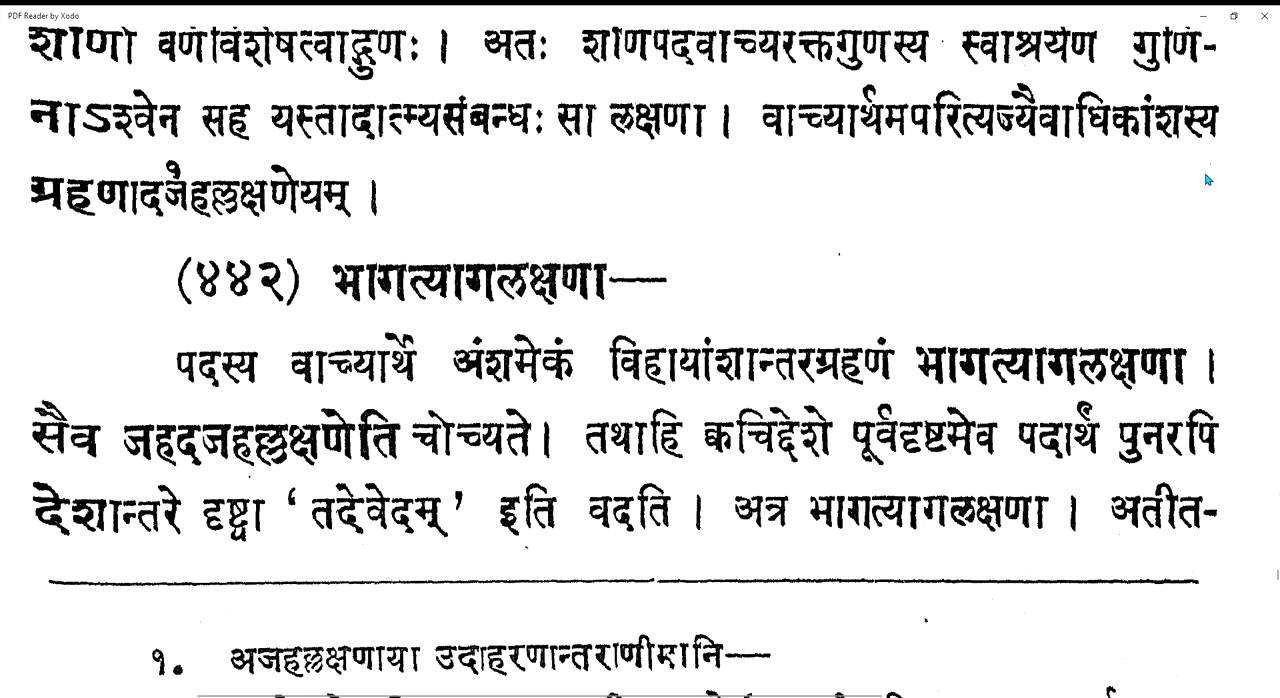 PDF Reader by Xodo
शोणो वर्णविशेषत्वाद्गुणः । अतः शोणपदवाच्यरक्तगुणस्य स्वाश्रयेण गुणि-
नाऽश्वेन सह यस्तादात्म्यसंबन्धः सा लक्षणा । वाच्यार्थमपरित्यज्यैवाधिकांशस्य
ग्रहणादर्जहल्लक्षणेयम् ।
(४४२) भागत्यागलक्षणा—
पदस्य वाच्यार्थे अंशमेकं विहायांशान्तरग्रहणं भागत्यागलक्षणा ।
सैव जहदजहल्लक्षणेति चोच्यते। तथाहि क्वचिद्देशे पूर्वदृष्टमेव पदार्थं पुनरपि
देशान्तरे दृष्ट्वा ‘ तदेवेदम् ’ इति वदति । अत्र भागत्यागलक्षणा । अतीत-
१. अजहल्लक्षणाया उदाहरणान्तराणीमानि—